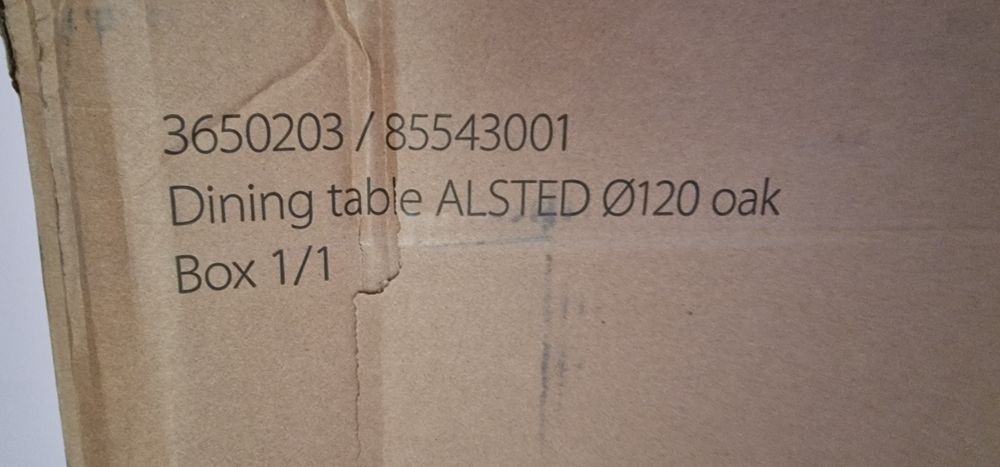 3650203 / 85543001
Dining table ALSTED Ø120 oak
Box 1/1